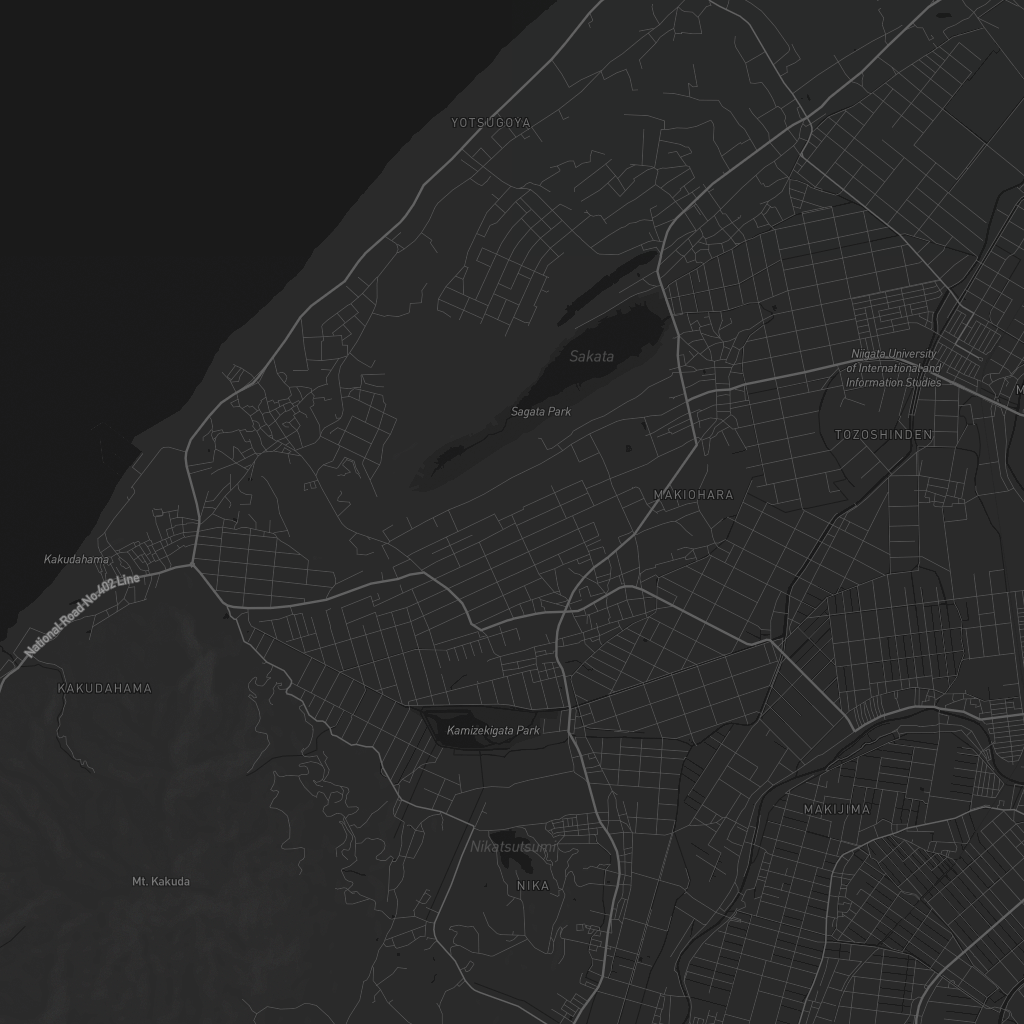 YOTSUGOYA
Sakata
Niigata University
of International and
Information Studies
Sagata Park
TOZOSHINDEN
MAKIOHARA
Kakudahama
National Road No.402 Line
KAKUDAHAMA
Kamizekigata Park
MAKIJIMA
Nikatsutsumi
Mt. Kakuda
NIKA